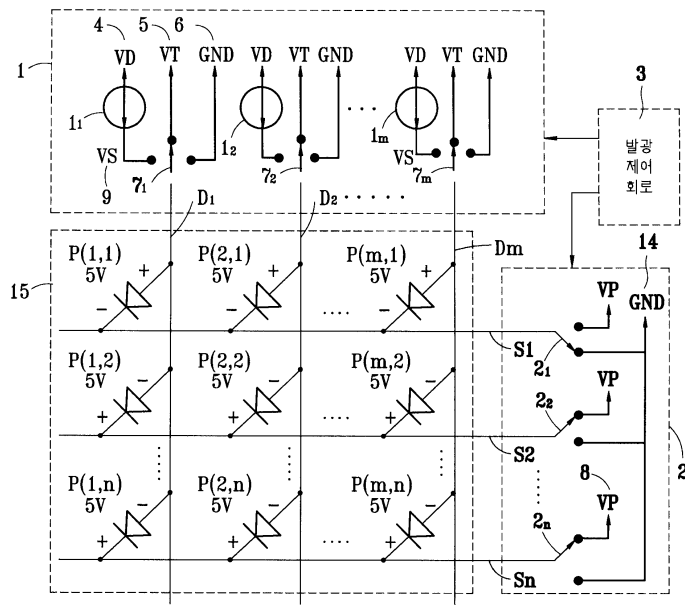 4 5 6
VD VT GND VD VT GND VD VT GND
1
1₁ 1₂ 1ₘ
· · · ·
VS VS
9 7₁ 7₂ 7ₘ
3
발광
제어
회로
D₁ D₂ · · · · · Dm
15
P(1,1) P(2,1) P(m,1)
5V 5V 5V
+ + +
− − · · · · −
S1
14
VP GND
2₁
P(1,2) P(2,2) P(m,2)
5V 5V 5V
− − −
+ + · · · · +
S2
VP
2₂
P(1,n) P(2,n) P(m,n)
5V 5V 5V
− − −
+ + · · · · +
Sn
8
VP
2ₙ
2